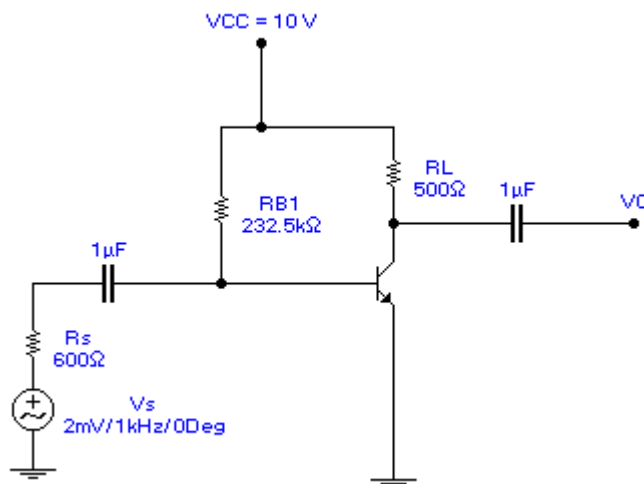 VCC = 10 V
RL
500Ω
1µF
RB1
232.5kΩ
1µF
Rs
600Ω
Vs
2mV/1kHz/0Deg